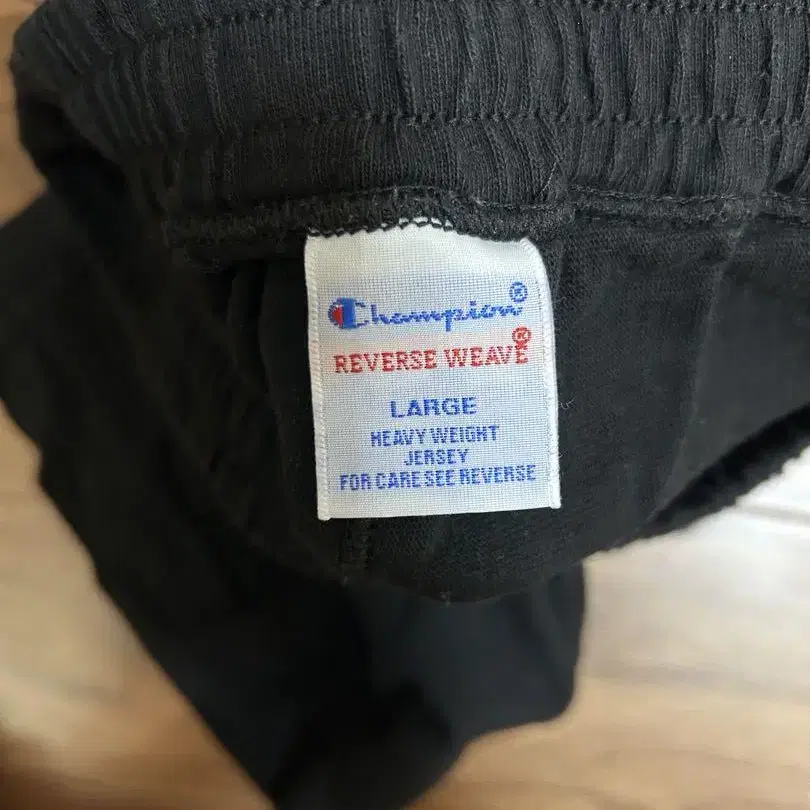 Champion®
REVERSE WEAVE®
LARGE
HEAVY WEIGHT
JERSEY
FOR CARE SEE REVERSE